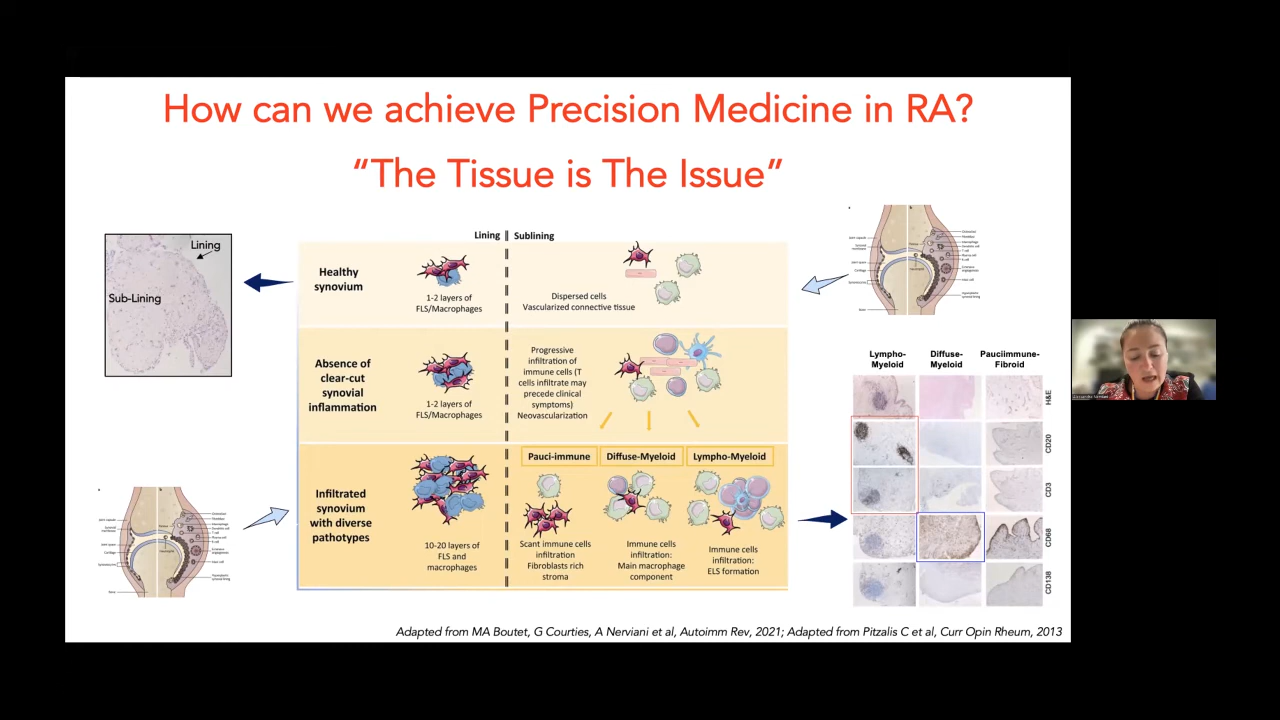 How can we achieve Precision Medicine in RA?
“The Tissue is The Issue”
Lining
Sub-Lining
Lining
Sublining
Healthy
synovium
1-2 layers of
FLS/Macrophages
Dispersed cells
Vascularized connective tissue
Absence of
clear-cut
synovial
inflammation
1-2 layers of
FLS/Macrophages
Progressive
infiltration of
immune cells (T
cells infiltrate may
precede clinical
symptoms)
Neovascularization
Infiltrated
synovium
with diverse
pathotypes
10-20 layers of
FLS and
macrophages
Pauci-immune
Scant immune cells
infiltration
Fibroblasts rich
stroma
Diffuse-Myeloid
Immune cells
infiltration:
Main macrophage
component
Lympho-Myeloid
Immune cells
infiltration:
ELS formation
Lympho-
Myeloid
Diffuse-
Myeloid
Pauciimmune-
Fibroid
H&E
CD20
CD3
CD68
CD138
Adapted from MA Boutet, G Courties, A Nerviani et al, Autoimm Rev, 2021; Adapted from Pitzalis C et al, Curr Opin Rheum, 2013